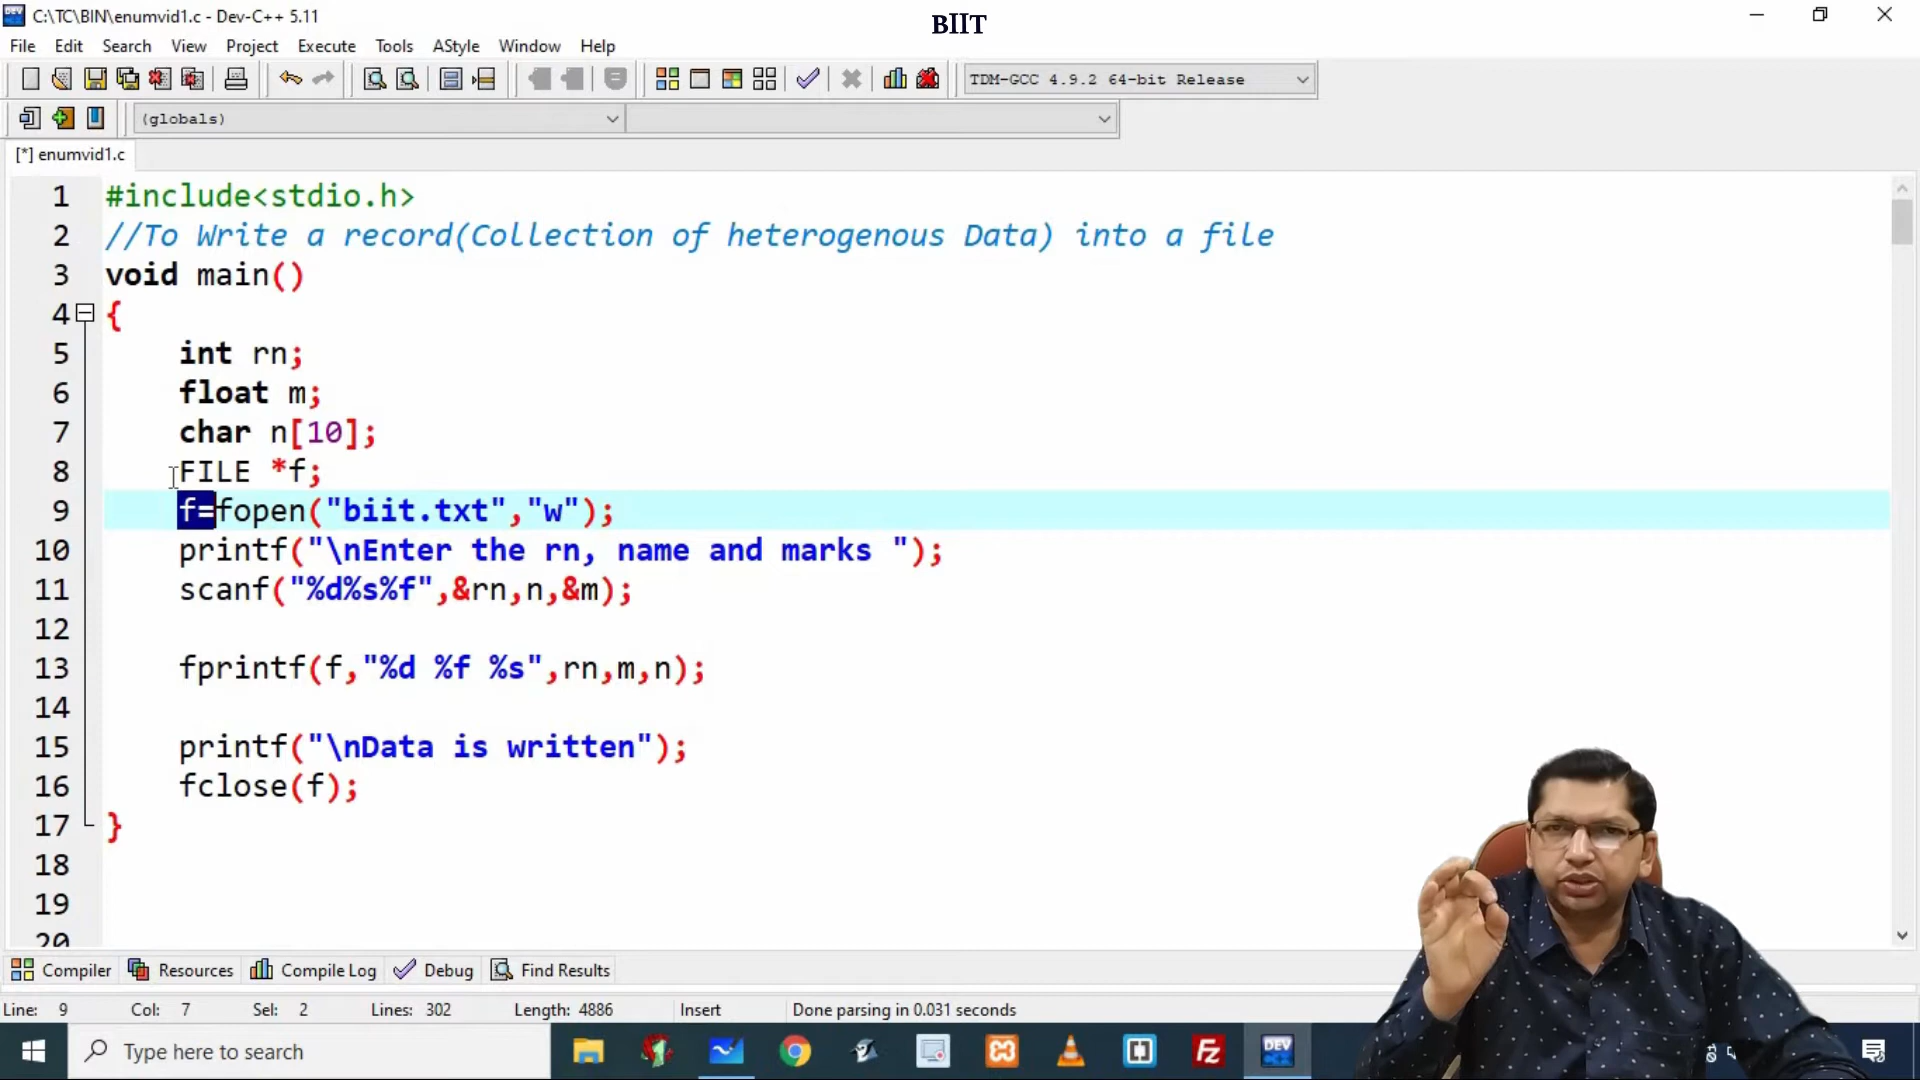 C:\TC\BIN\enumvid1.c - Dev-C++ 5.11
BIIT
File Edit Search View Project Execute Tools AStyle Window Help
TDM-GCC 4.9.2 64-bit Release
(globals)
[*] enumvid1.c
1 #include<stdio.h>
2 //To Write a record(Collection of heterogenous Data) into a file
3 void main()
4 {
5 int rn;
6 float m;
7 char n[10];
8 FILE *f;
9 f=fopen("biit.txt","w");
10 printf("\nEnter the rn, name and marks ");
11 scanf("%d%s%f",&rn,n,&m);
12
13 fprintf(f,"%d %f %s",rn,m,n);
14
15 printf("\nData is written");
16 fclose(f);
17 }
18
19
20
Compiler Resources Compile Log Debug Find Results
Line: 9 Col: 7 Sel: 2 Lines: 302 Length: 4886 Insert Done parsing in 0.031 seconds
Type here to search
Fz
DEV